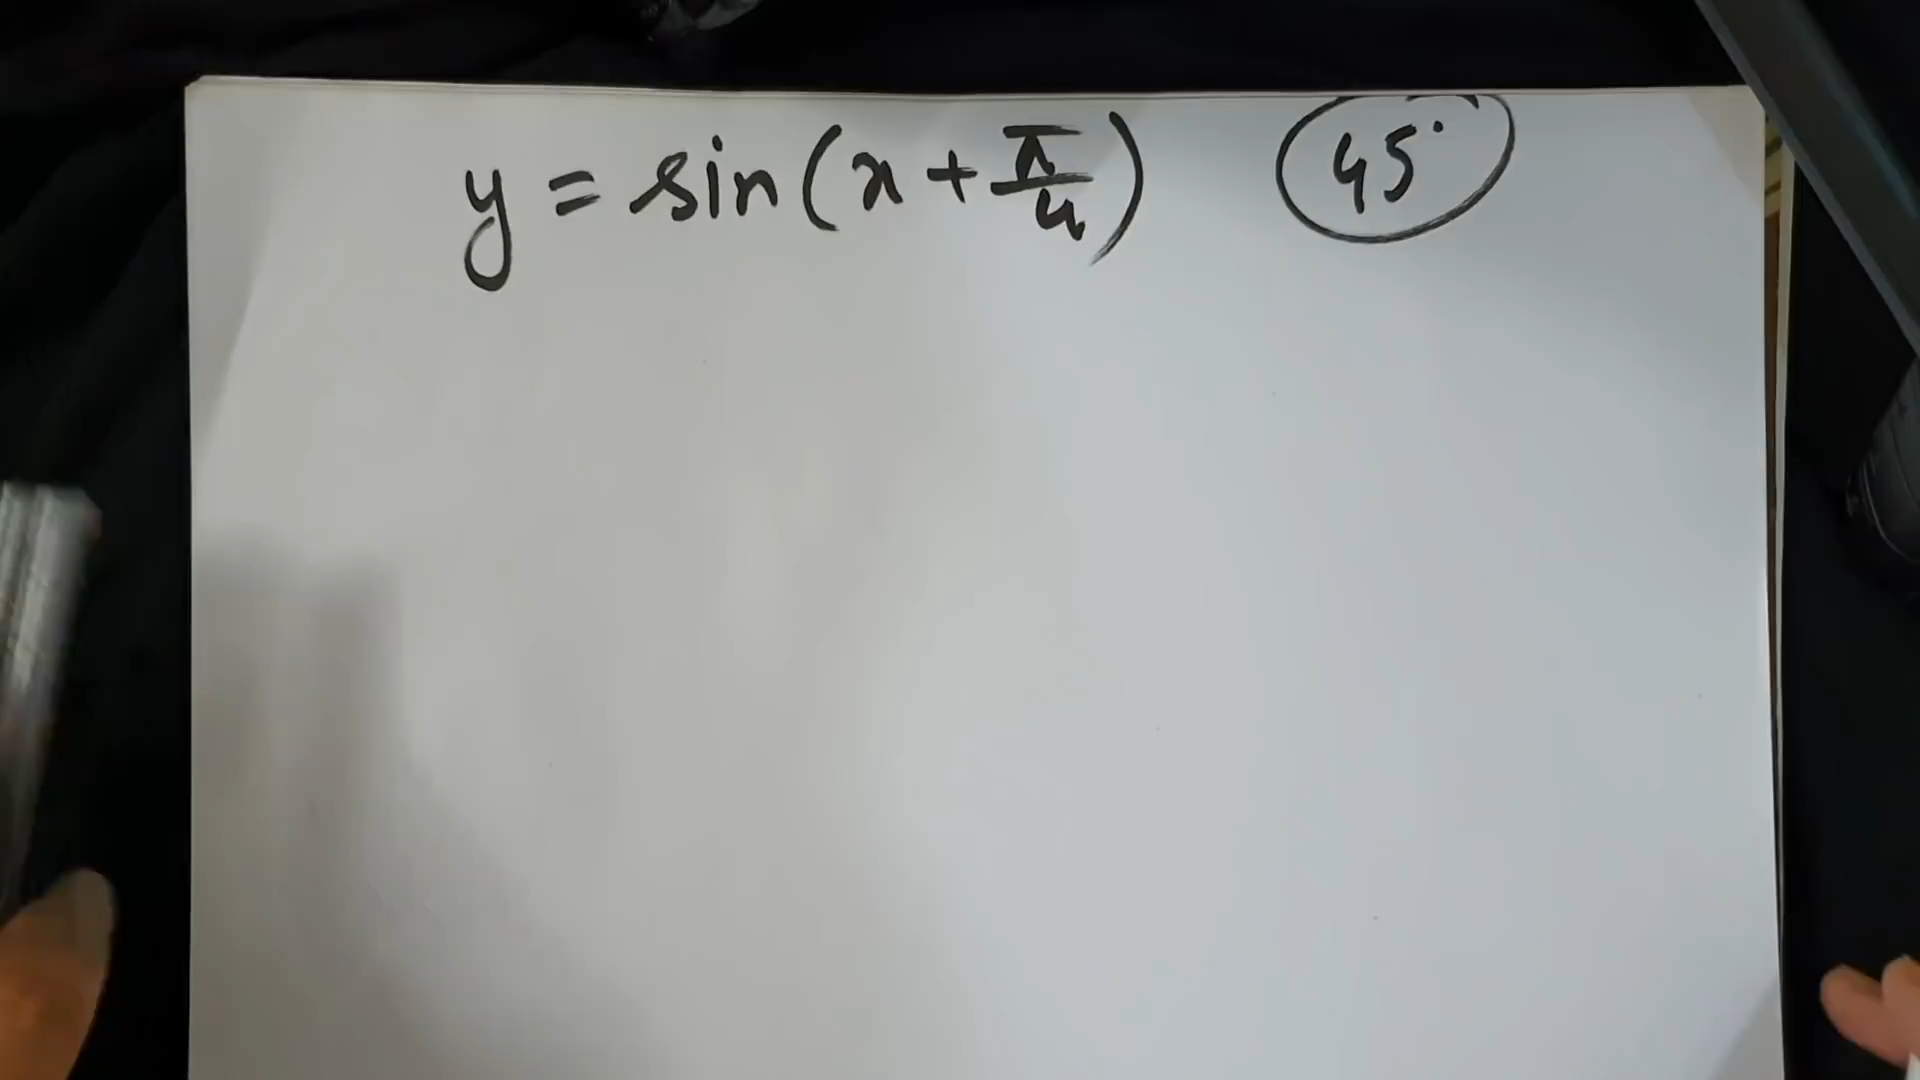 y = sin(x + π/4) 45°